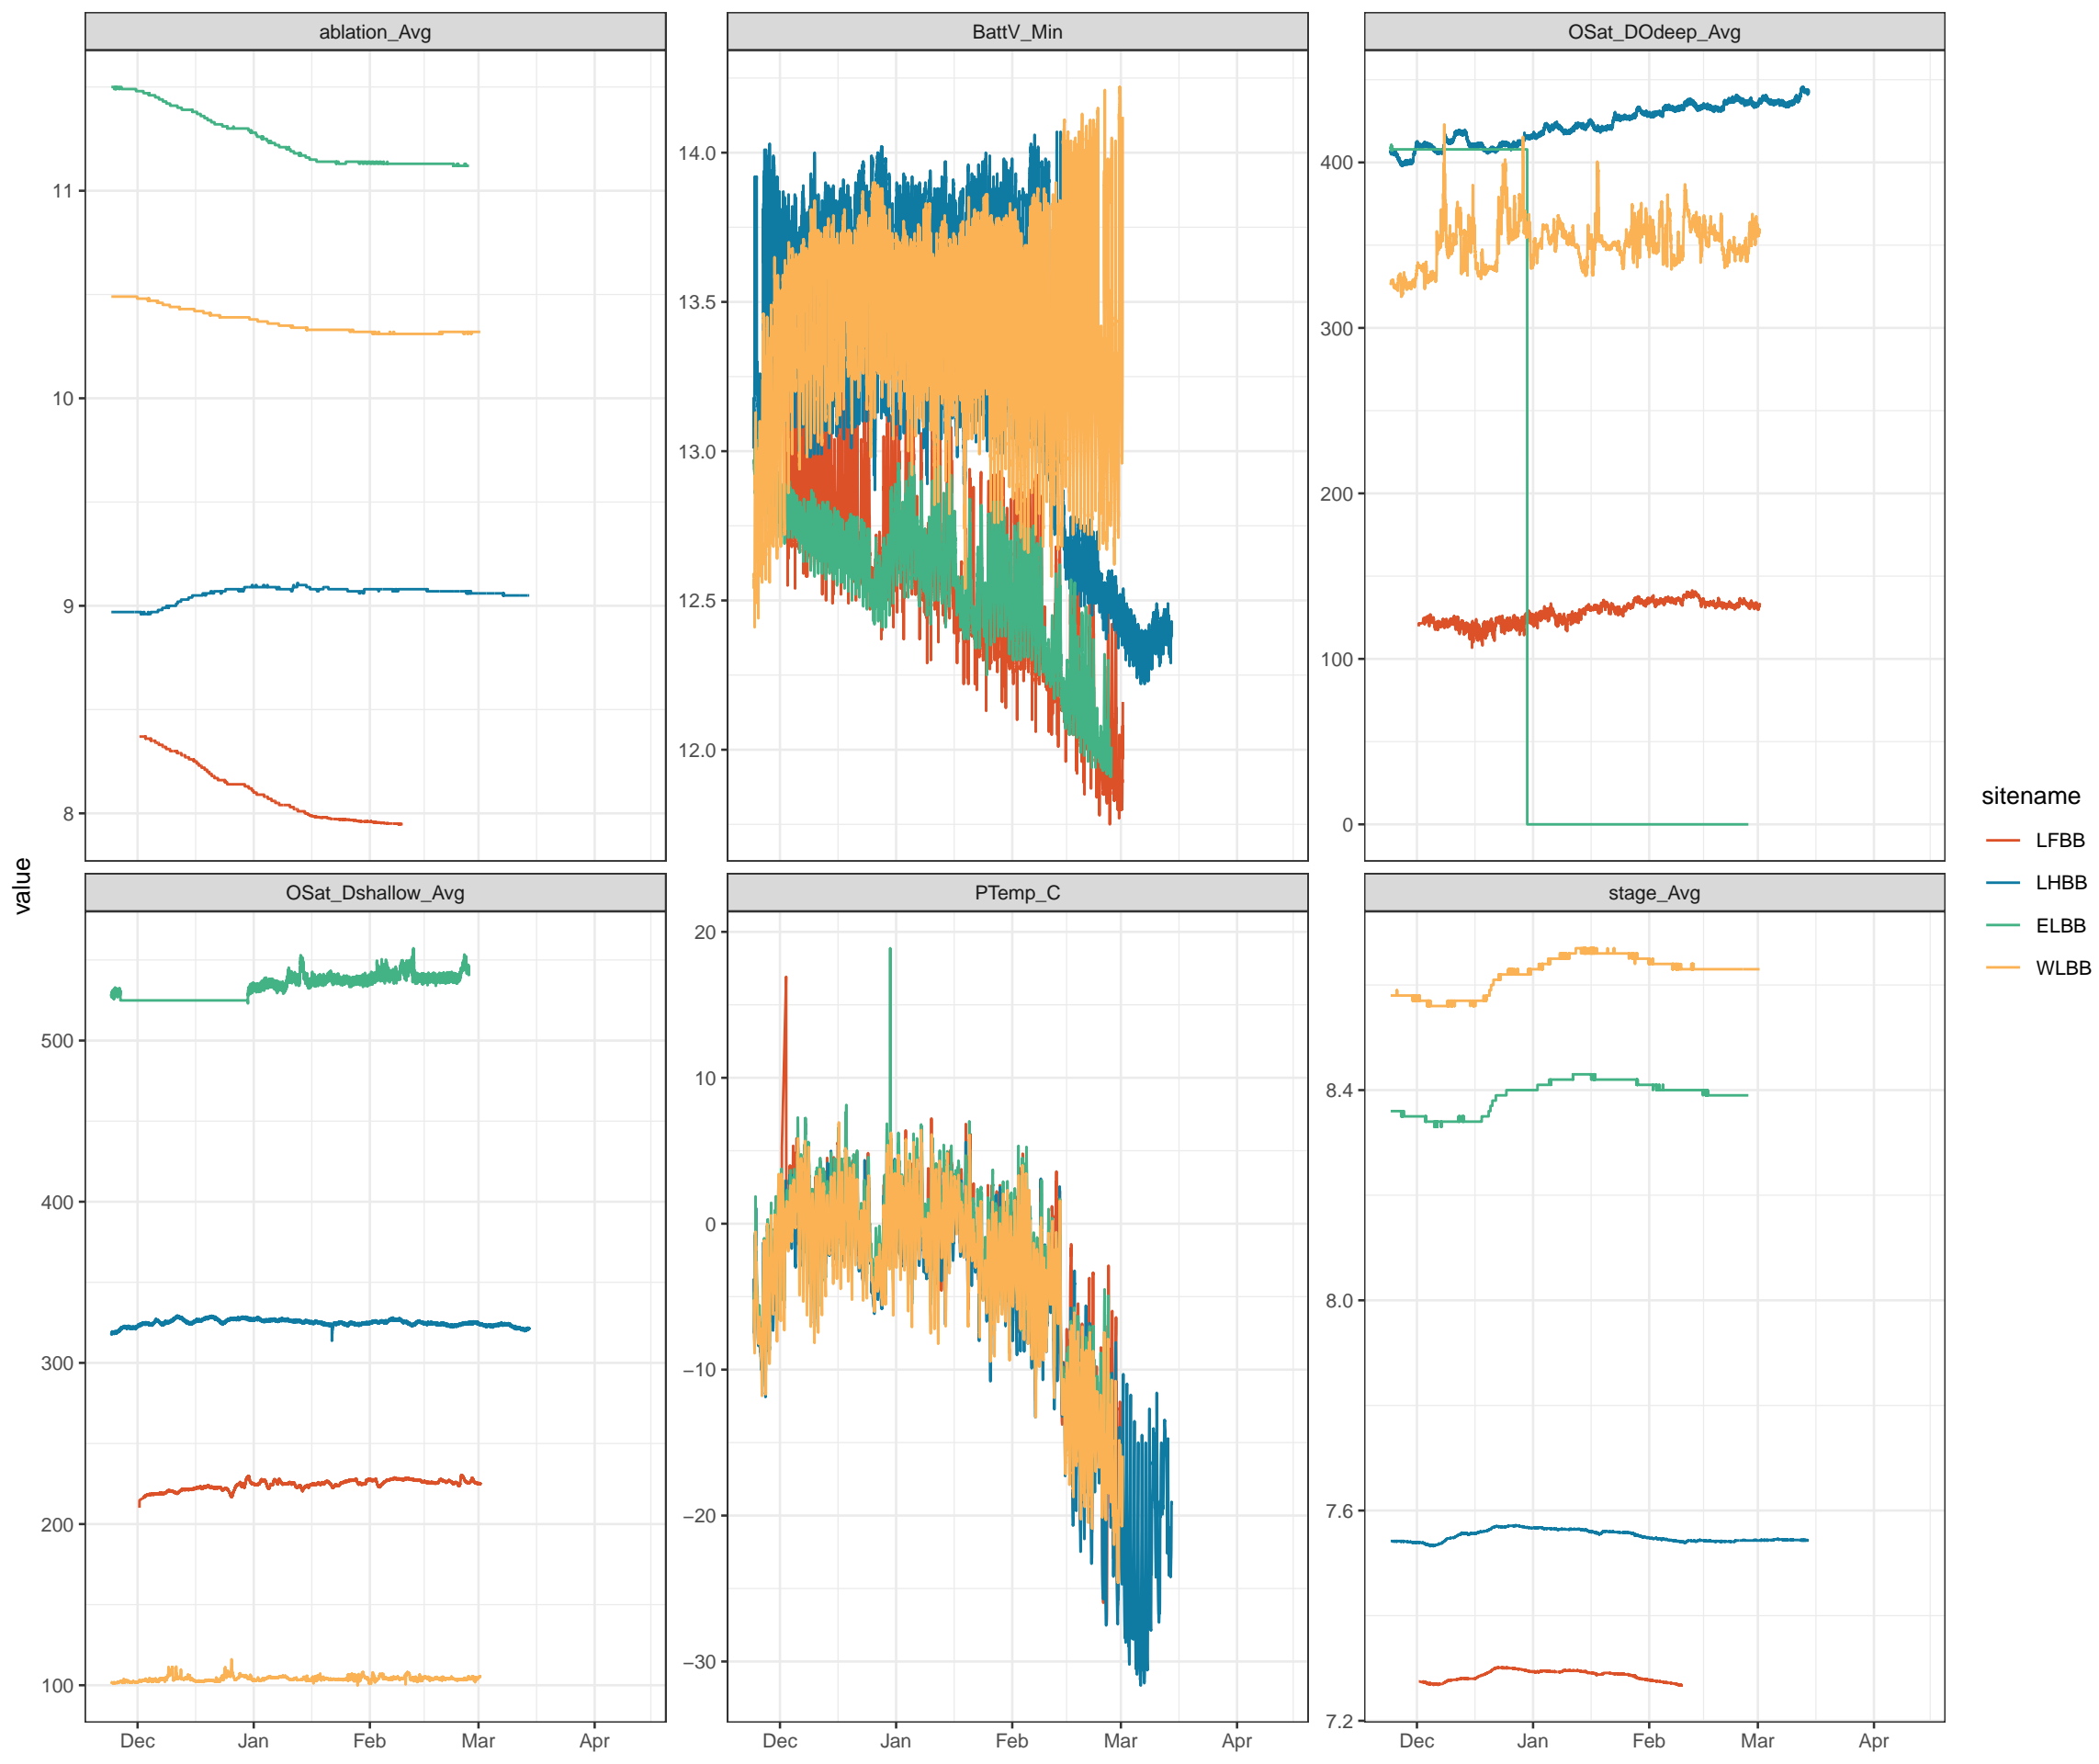 ablation_Avg
BattV_Min
OSat_DOdeep_Avg
11
10
9
8
14.0
13.5
13.0
12.5
12.0
400
300
200
100
0
value
OSat_Dshallow_Avg
PTemp_C
stage_Avg
500
400
300
200
100
20
10
0
−10
−20
−30
8.4
8.0
7.6
7.2
Dec Jan Feb Mar Apr
Dec Jan Feb Mar Apr
Dec Jan Feb Mar Apr
sitename
LFBB
LHBB
ELBB
WLBB